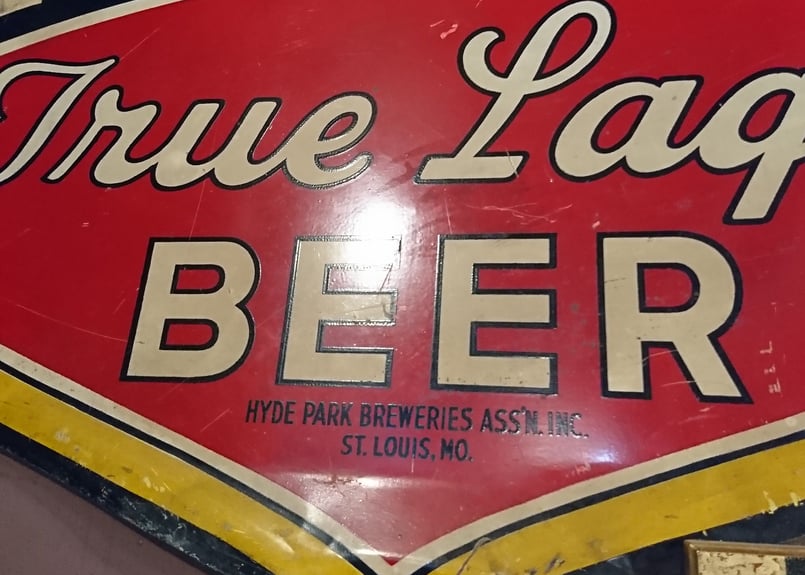 True Lag
BEER
HYDE PARK BREWERIES ASS'N. INC.
ST. LOUIS, MO.